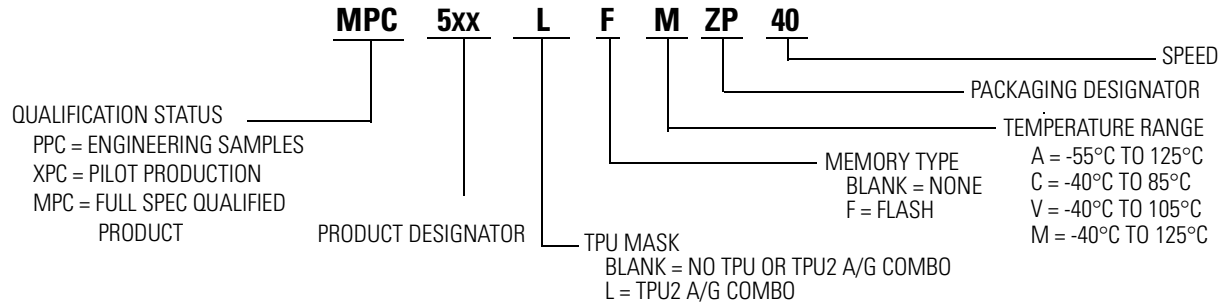 MPC 5xx L F M ZP 40
SPEED
PACKAGING DESIGNATOR
QUALIFICATION STATUS
PPC = ENGINEERING SAMPLES
XPC = PILOT PRODUCTION
MPC = FULL SPEC QUALIFIED
PRODUCT
PRODUCT DESIGNATOR
TPU MASK
BLANK = NO TPU OR TPU2 A/G COMBO
L = TPU2 A/G COMBO
MEMORY TYPE
BLANK = NONE
F = FLASH
TEMPERATURE RANGE
A = -55°C TO 125°C
C = -40°C TO 85°C
V = -40°C TO 105°C
M = -40°C TO 125°C